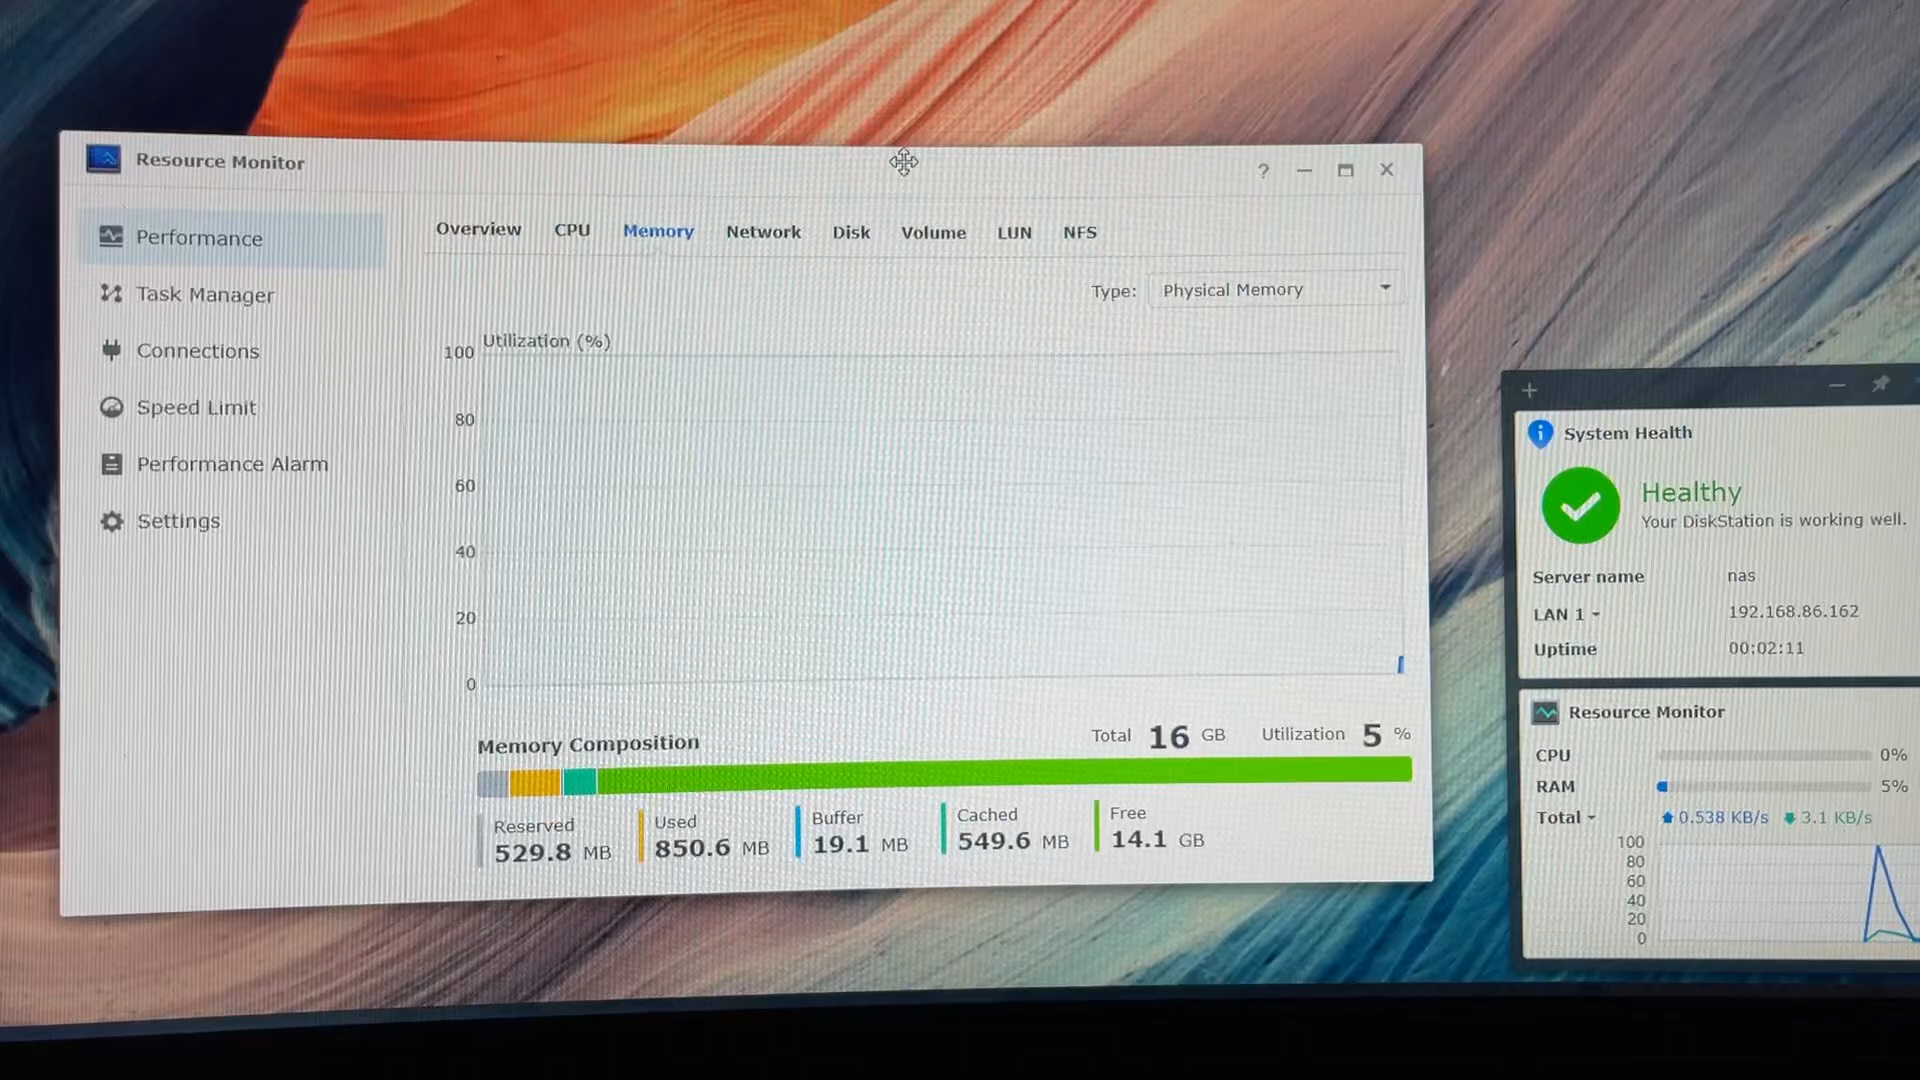 Resource Monitor
?
Performance
Task Manager
Connections
Speed Limit
Performance Alarm
Settings
Overview CPU Memory Network Disk Volume LUN NFS
Type: Physical Memory
Utilization (%)
100
80
60
40
20
0
Memory Composition
Total 16 GB Utilization 5 %
Reserved Used Buffer Cached Free
529.8 MB 850.6 MB 19.1 MB 549.6 MB 14.1 GB
System Health
Healthy
Your DiskStation is working well.
Server name nas
LAN 1 192.168.86.162
Uptime 00:02:11
Resource Monitor
CPU 0%
RAM 5%
Total 0.538 KB/s 3.1 KB/s
100
80
60
40
20
0